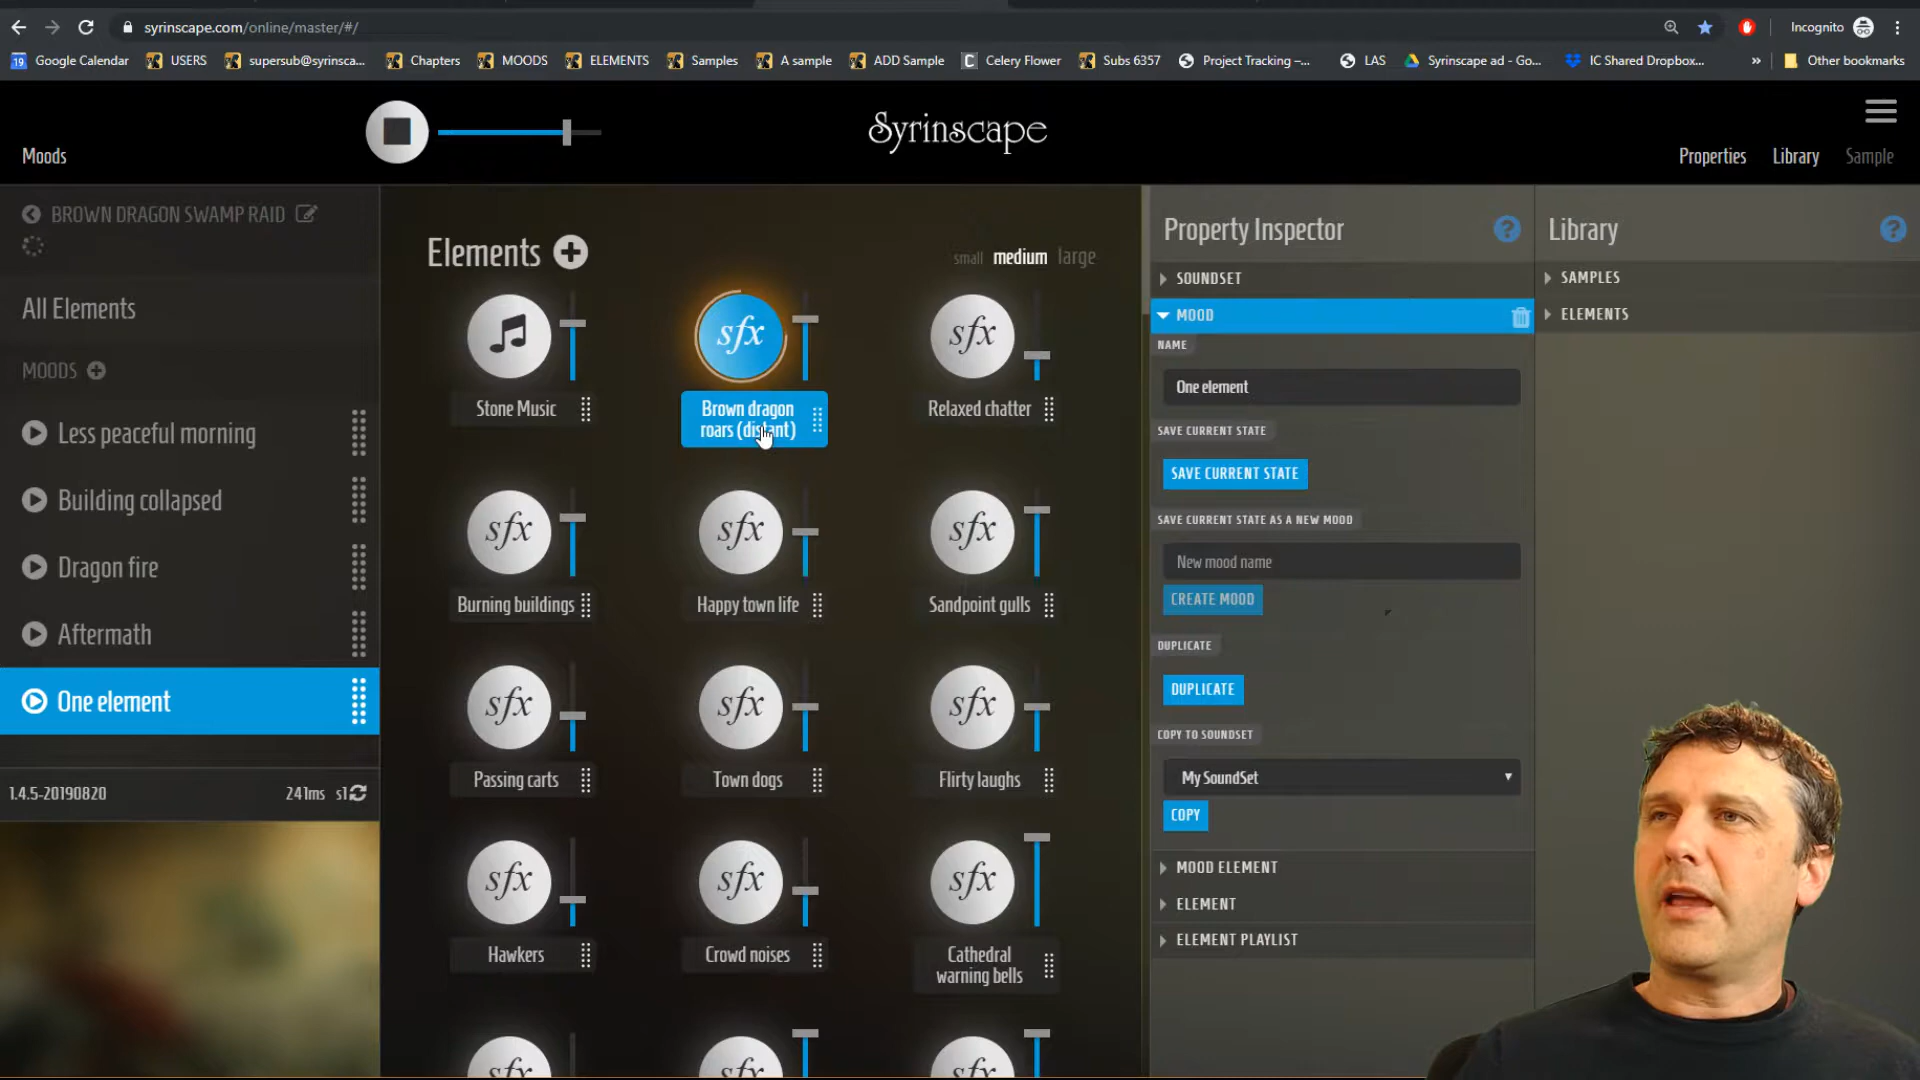 syrinscape.com/online/master/#/
Incognito
19 Google Calendar
USERS
supersub@syrinsca...
Chapters
MOODS
ELEMENTS
Samples
A sample
ADD Sample
C Celery Flower
Subs 6357
Project Tracking –...
LAS
Syrinscape ad - Go...
IC Shared Dropbox...
»
Other bookmarks
Moods
Syrinscape
Properties
Library
Sample
BROWN DRAGON SWAMP RAID
All Elements
MOODS
Less peaceful morning
Building collapsed
Dragon fire
Aftermath
One element
1.4.5-20190820
241ms s1
Elements
small medium large
Stone Music
sfx
Brown dragon
roars (distant)
sfx
Relaxed chatter
sfx
Burning buildings
sfx
Happy town life
sfx
Sandpoint gulls
sfx
Passing carts
sfx
Town dogs
sfx
Flirty laughs
sfx
Hawkers
sfx
Crowd noises
sfx
Cathedral
warning bells
sfx
sfx
sfx
Property Inspector
?
SOUNDSET
MOOD
NAME
One element
SAVE CURRENT STATE
SAVE CURRENT STATE
SAVE CURRENT STATE AS A NEW MOOD
New mood name
CREATE MOOD
DUPLICATE
DUPLICATE
COPY TO SOUNDSET
My SoundSet
COPY
MOOD ELEMENT
ELEMENT
ELEMENT PLAYLIST
Library
?
SAMPLES
ELEMENTS